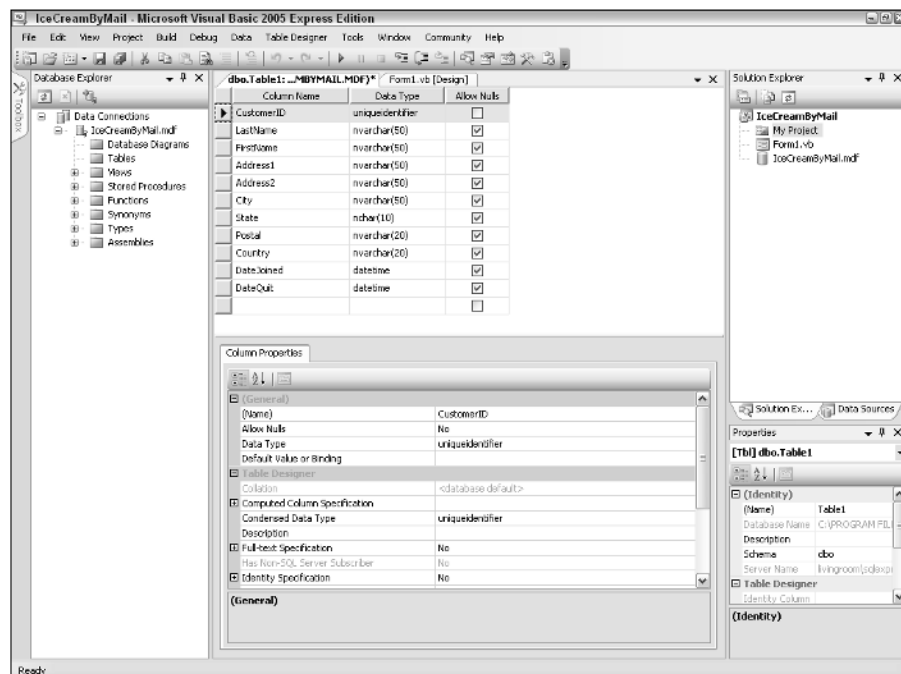 IceCreamByMail - Microsoft Visual Basic 2005 Express Edition
File Edit View Project Build Debug Data Table Designer Tools Window Community Help
Toolbox
Database Explorer
Data Connections
IceCreamByMail.mdf
Database Diagrams
Tables
Views
Stored Procedures
Functions
Synonyms
Types
Assemblies
dbo.Table1: ...MBYMAIL.MDF)* Form1.vb [Design]
Column Name Data Type Allow Nulls
CustomerID uniqueidentifier
LastName nvarchar(50)
FirstName nvarchar(50)
Address1 nvarchar(50)
Address2 nvarchar(50)
City nvarchar(50)
State nchar(10)
Postal nvarchar(20)
Country nvarchar(20)
DateJoined datetime
DateQuit datetime
Column Properties
(General)
(Name) CustomerID
Allow Nulls No
Data Type uniqueidentifier
Default Value or Binding
Table Designer
Collation <database default>
Computed Column Specification
Condensed Data Type uniqueidentifier
Description
Full-text Specification No
Has Non-SQL Server Subscriber No
Identity Specification No
(General)
Solution Explorer
IceCreamByMail
My Project
Form1.vb
IceCreamByMail.mdf
Solution Ex... Data Sources
Properties
[Tbl] dbo.Table1
(Identity)
(Name) Table1
Database Name C:\PROGRAM FIL
Description
Schema dbo
Server Name livingroom\sqlexpr
Table Designer
Identity Column
(Identity)
Ready